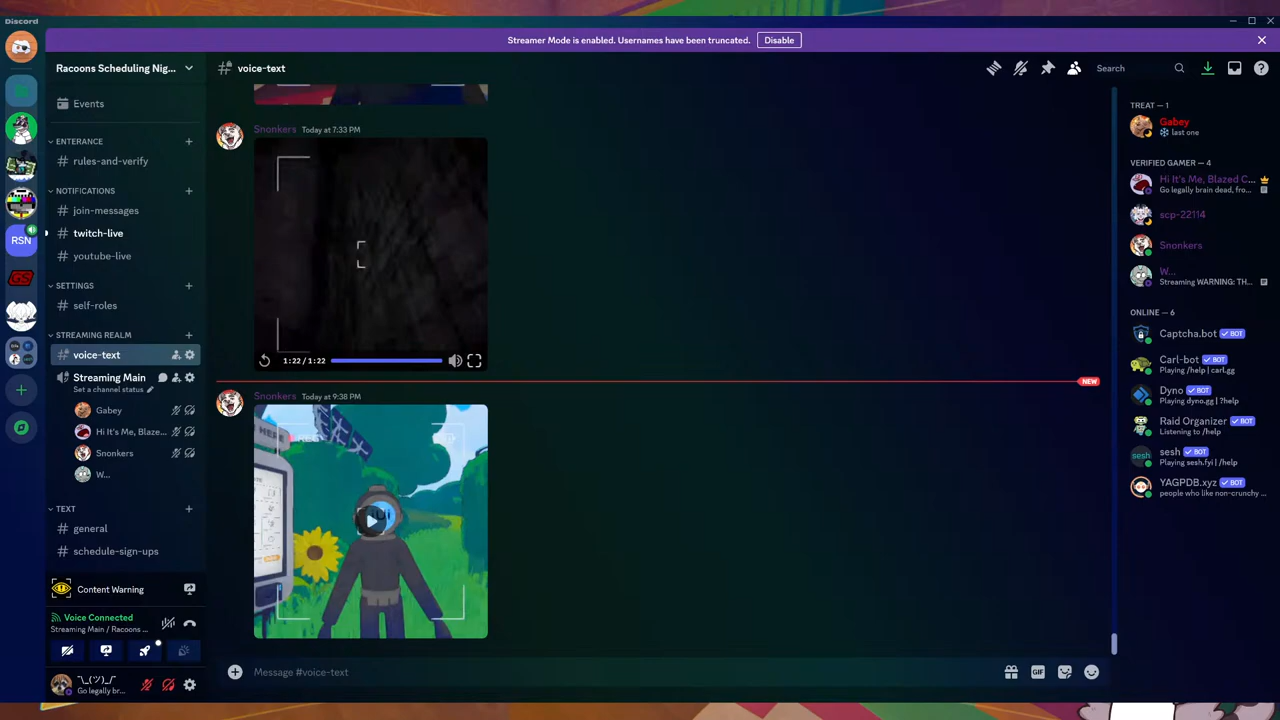 Discord
Streamer Mode is enabled. Usernames have been truncated.
Disable
Racoons Scheduling Nig...
Events
ENTERANCE
rules-and-verify
NOTIFICATIONS
join-messages
twitch-live
youtube-live
SETTINGS
self-roles
STREAMING REALM
voice-text
Streaming Main
Set a channel status
Gabey
Hi It's Me, Blaze...
Snonkers
W...
TEXT
general
schedule-sign-ups
Content Warning
Voice Connected
Streaming Main / Racoons ...
¯\_(ツ)_/¯
Go legally br...
RSN
GS
voice-text
Search
Snonkers Today at 7:33 PM
1:22 / 1:22
NEW
Snonkers Today at 9:38 PM
HERE
Message #voice-text
GIF
TREAT — 1
Gabey
last one
VERIFIED GAMER — 4
Hi It's Me, Blazed C...
Go legally brain dead, fro...
scp-22114
Snonkers
W...
Streaming WARNING: TH...
ONLINE — 6
Captcha.bot BOT
Carl-bot BOT
Playing /help | carl.gg
Dyno BOT
Playing dyno.gg | ?help
Raid Organizer BOT
Listening to /help
sesh
sesh BOT
Playing sesh.fyi | /help
YAGPDB.xyz BOT
people who like non-crunchy ...